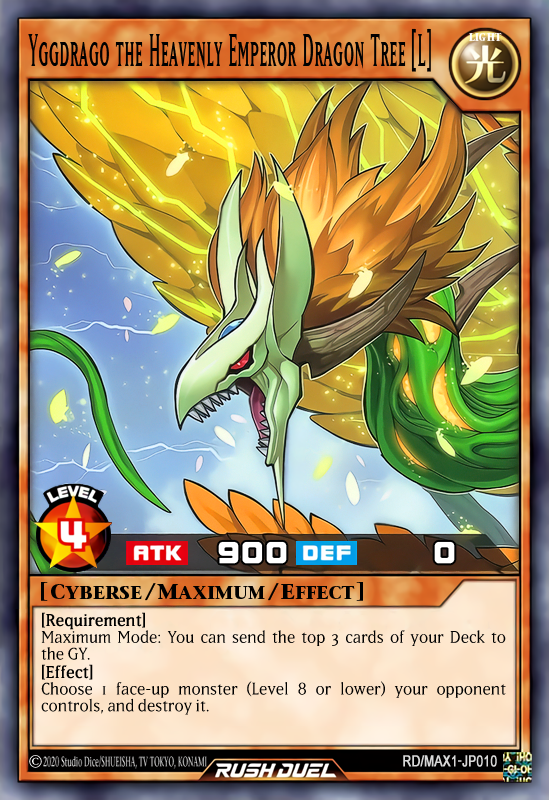 Yggdrago the Heavenly Emperor Dragon Tree [L]
LIGHT
光
LEVEL
4
ATK 900 DEF 0
[Cyberse/Maximum/Effect]
[Requirement]
Maximum Mode: You can send the top 3 cards of your Deck to
the GY.
[Effect]
Choose 1 face-up monster (Level 8 or lower) your opponent
controls, and destroy it.
©2020 Studio Dice/SHUEISHA, TV TOKYO, KONAMI
RUSH DUEL
RD/MAX1-JP010